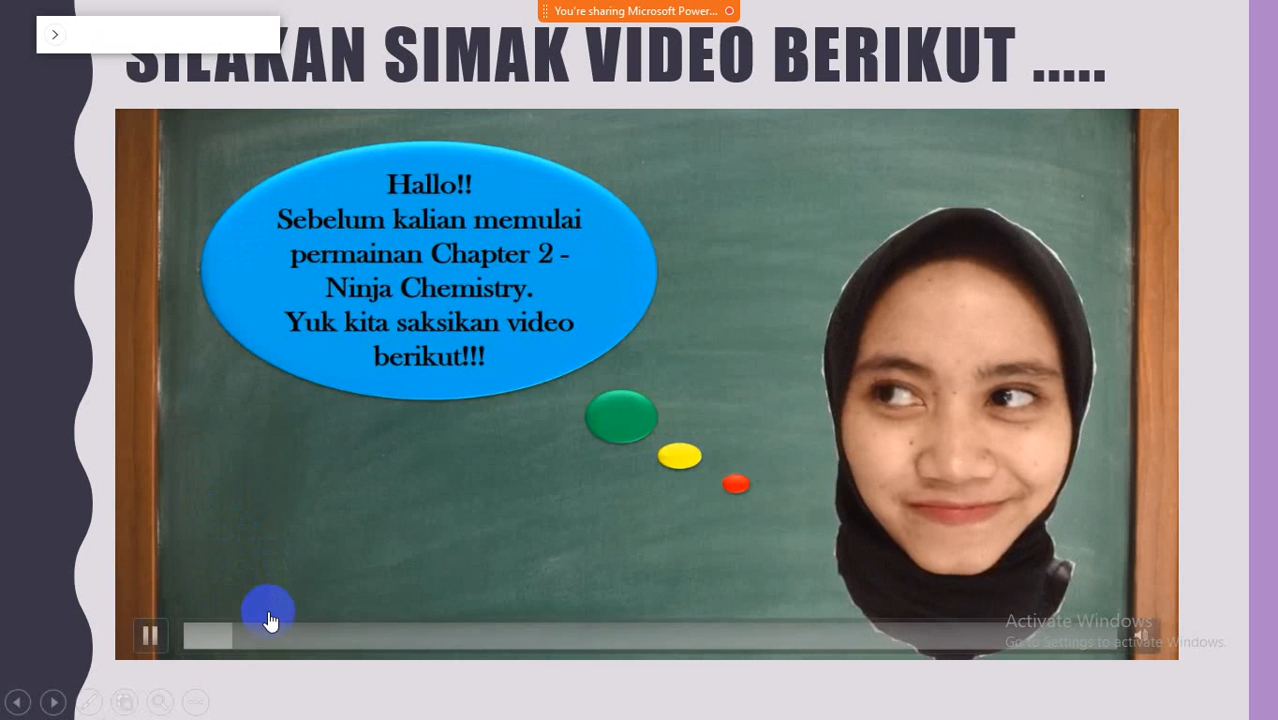 You're sharing Microsoft Power...
SILAKAN SIMAK VIDEO BERIKUT .....
Hallo!!
Sebelum kalian memulai
permainan Chapter 2 -
Ninja Chemistry.
Yuk kita saksikan video
berikut!!!
Activate Windows
Go to Settings to activate Windows.